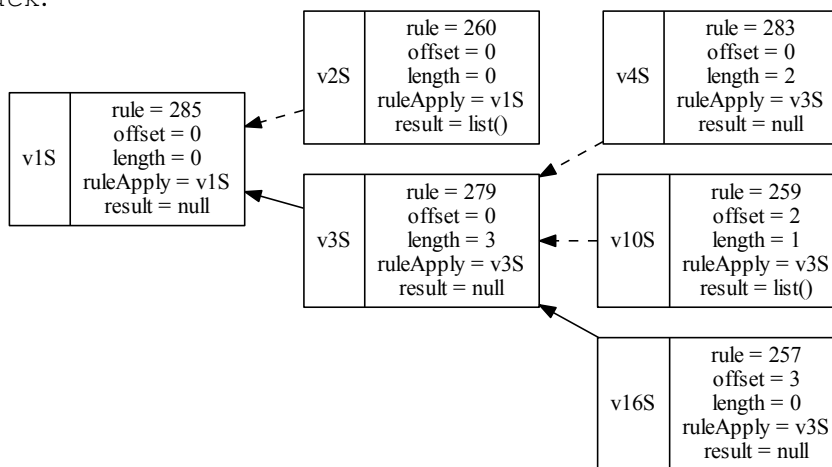 v1S
rule = 285
offset = 0
length = 0
ruleApply = v1S
result = null
v2S
rule = 260
offset = 0
length = 0
ruleApply = v1S
result = list()
v3S
rule = 279
offset = 0
length = 3
ruleApply = v3S
result = null
v4S
rule = 283
offset = 0
length = 2
ruleApply = v3S
result = null
v10S
rule = 259
offset = 2
length = 1
ruleApply = v3S
result = list()
v16S
rule = 257
offset = 3
length = 0
ruleApply = v3S
result = null